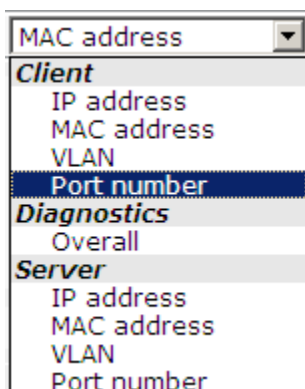 MAC address
Client
IP address
MAC address
VLAN
Port number
Diagnostics
Overall
Server
IP address
MAC address
VLAN
Port number